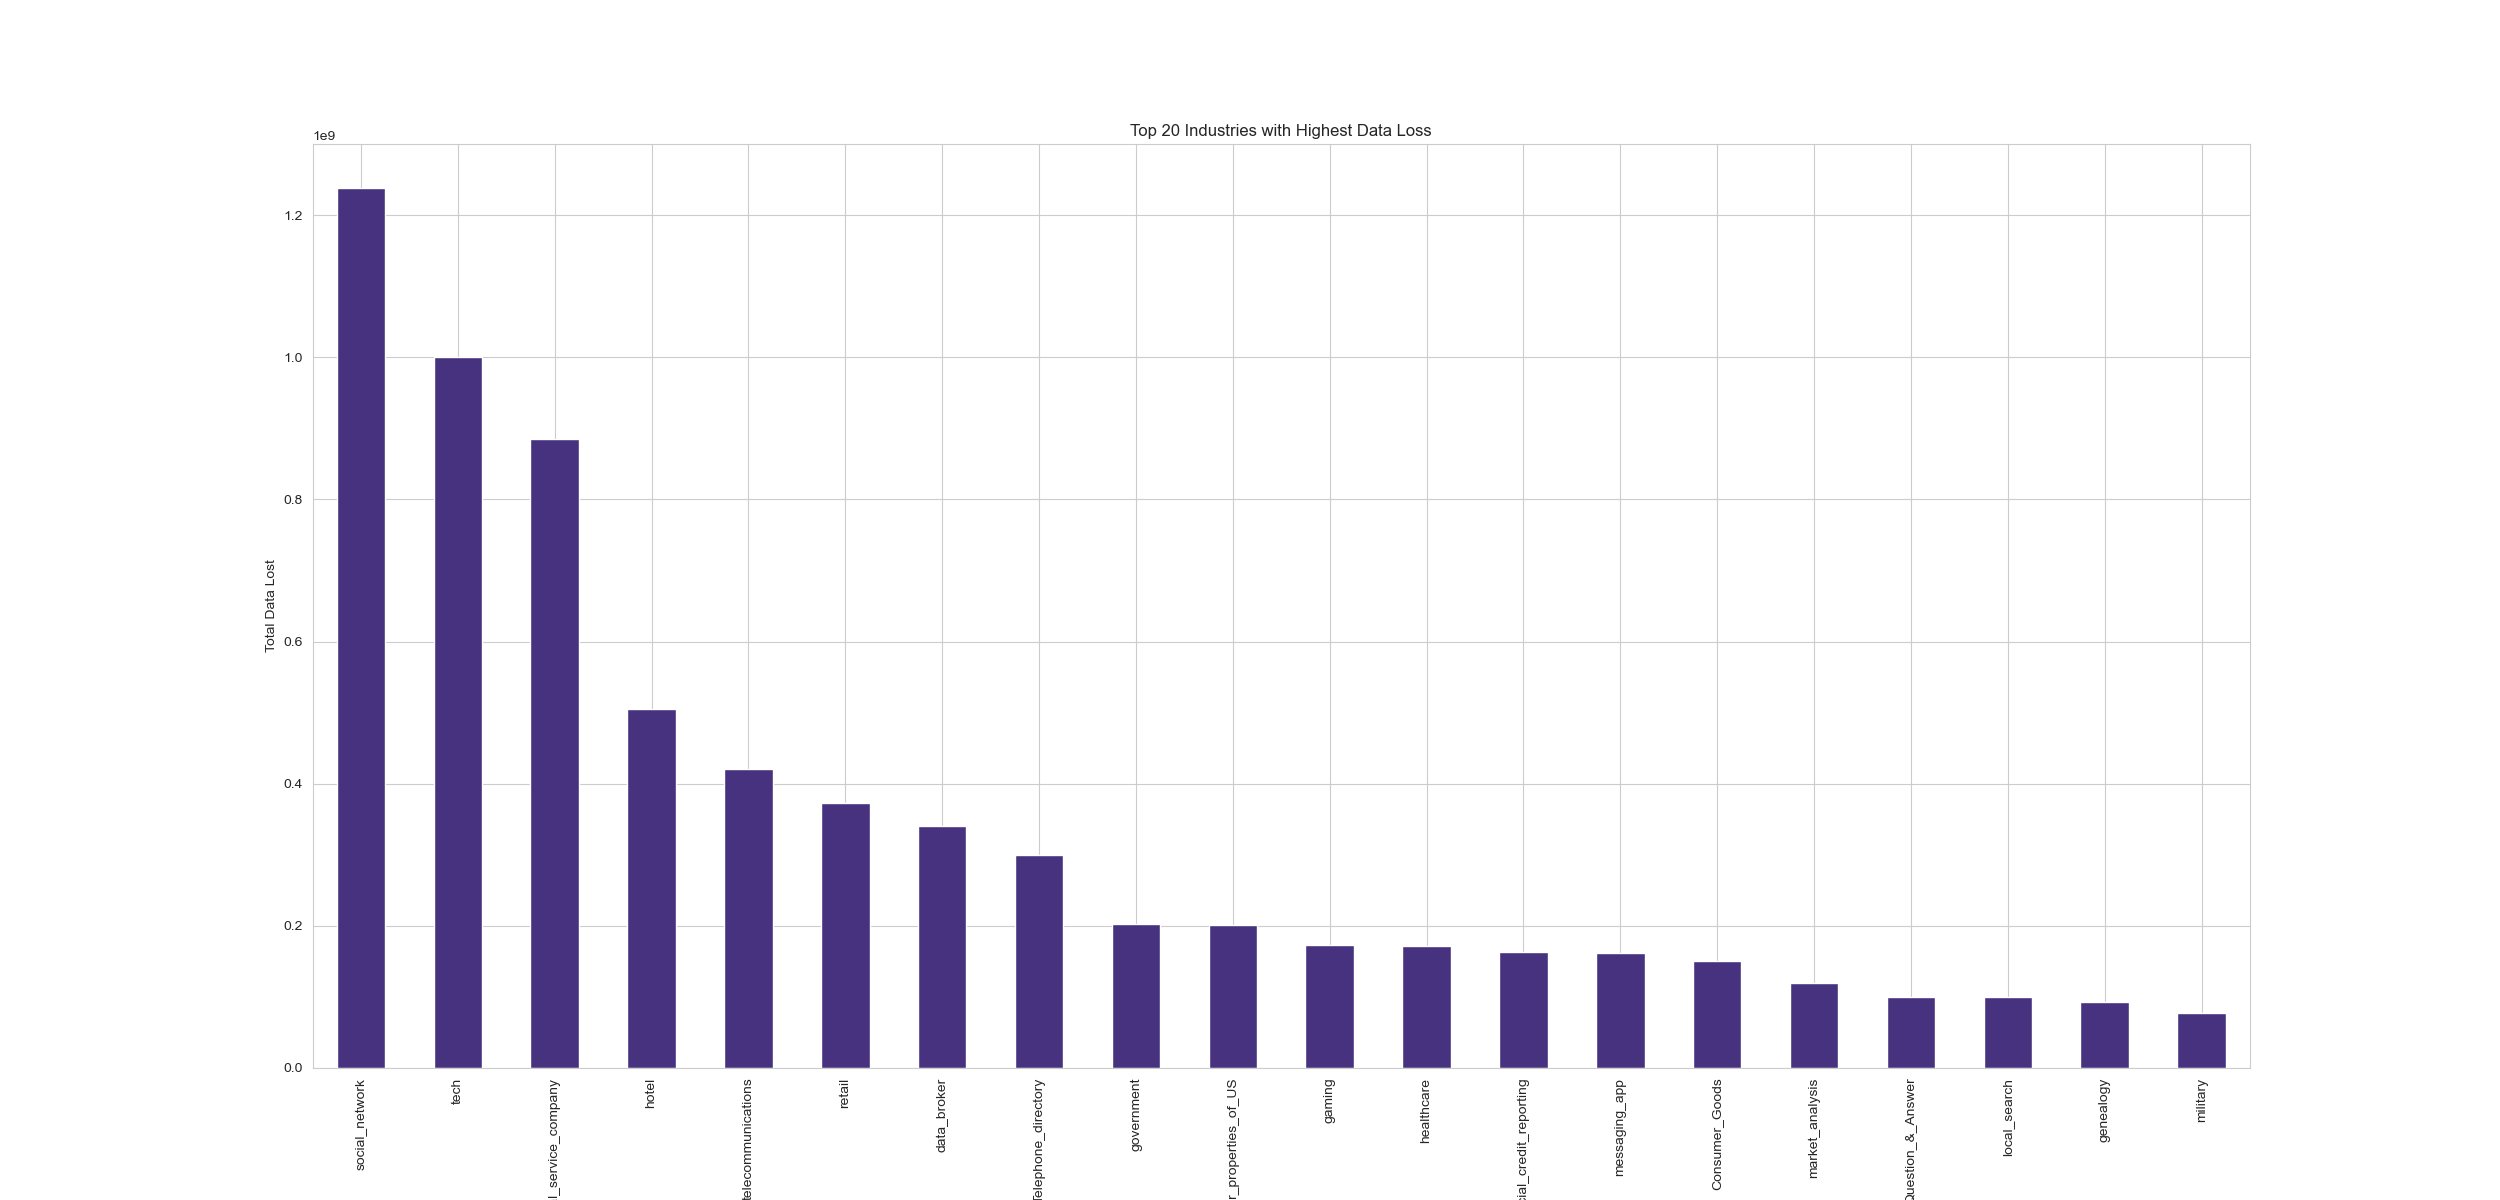 Top 20 Industries with Highest Data Loss
1e9
1.2
1.0
0.8
0.6
0.4
0.2
0.0
Total Data Lost
social_network
tech
l_service_company
hotel
telecommunications
retail
data_broker
Telephone_directory
government
r_properties_of_US
gaming
healthcare
cial_credit_reporting
messaging_app
Consumer_Goods
market_analysis
Question_&_Answer
local_search
genealogy
military